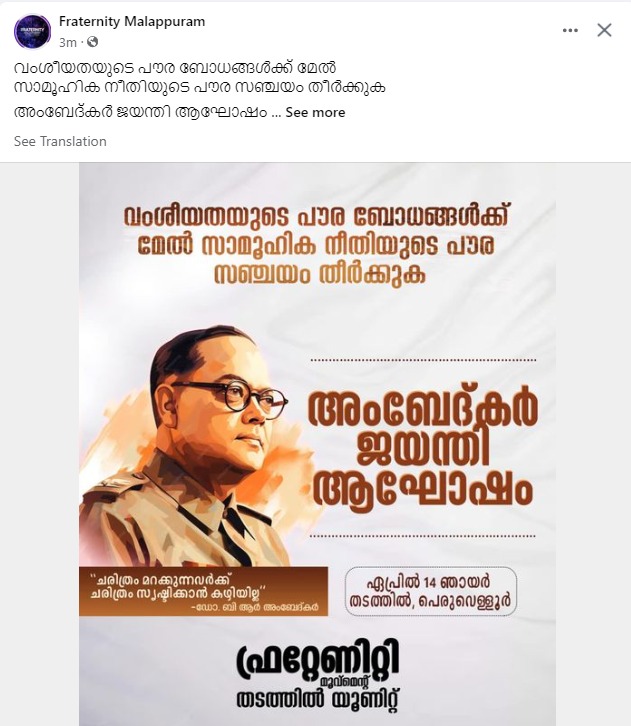 Fraternity Malappuram
3m ·
വംശീയതയുടെ പൗര ബോധങ്ങൾക്ക് മേൽ
സാമൂഹിക നീതിയുടെ പൗര സഞ്ചയം തീർക്കുക
അംബേദ്കർ ജയന്തി ആഘോഷം ... See more
See Translation
വംശീയതയുടെ പൗര ബോധങ്ങൾക്ക്
മേൽ സാമൂഹിക നീതിയുടെ പൗര
സഞ്ചയം തീർക്കുക
അംബേദ്കർ
ജയന്തി
ആഘോഷം
"ചരിത്രം മറക്കുന്നവർക്ക്
ചരിത്രം സൃഷ്ടിക്കാൻ കഴിയില്ല"
-ഡോ. ബി ആർ അംബേദ്കർ
ഏപ്രിൽ 14 ഞായർ
തടത്തിൽ, പെരുവെള്ളൂർ
ഫ്രറ്റേണിറ്റി
മൂവ്മെന്റ്
തടത്തിൽ യൂണിറ്റ്